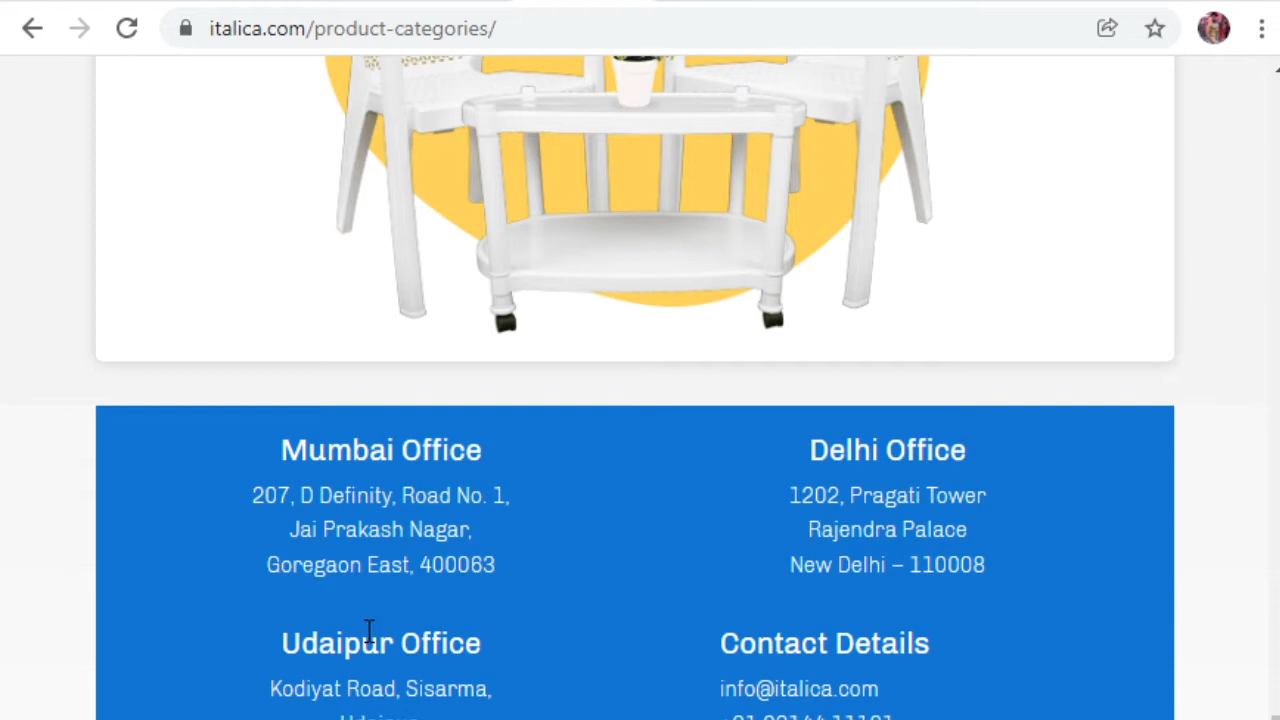 italica.com/product-categories/
Mumbai Office
207, D Definity, Road No. 1,
Jai Prakash Nagar,
Goregaon East, 400063
Delhi Office
1202, Pragati Tower
Rajendra Palace
New Delhi – 110008
Udaipur Office
Kodiyat Road, Sisarma,
Contact Details
info@italica.com